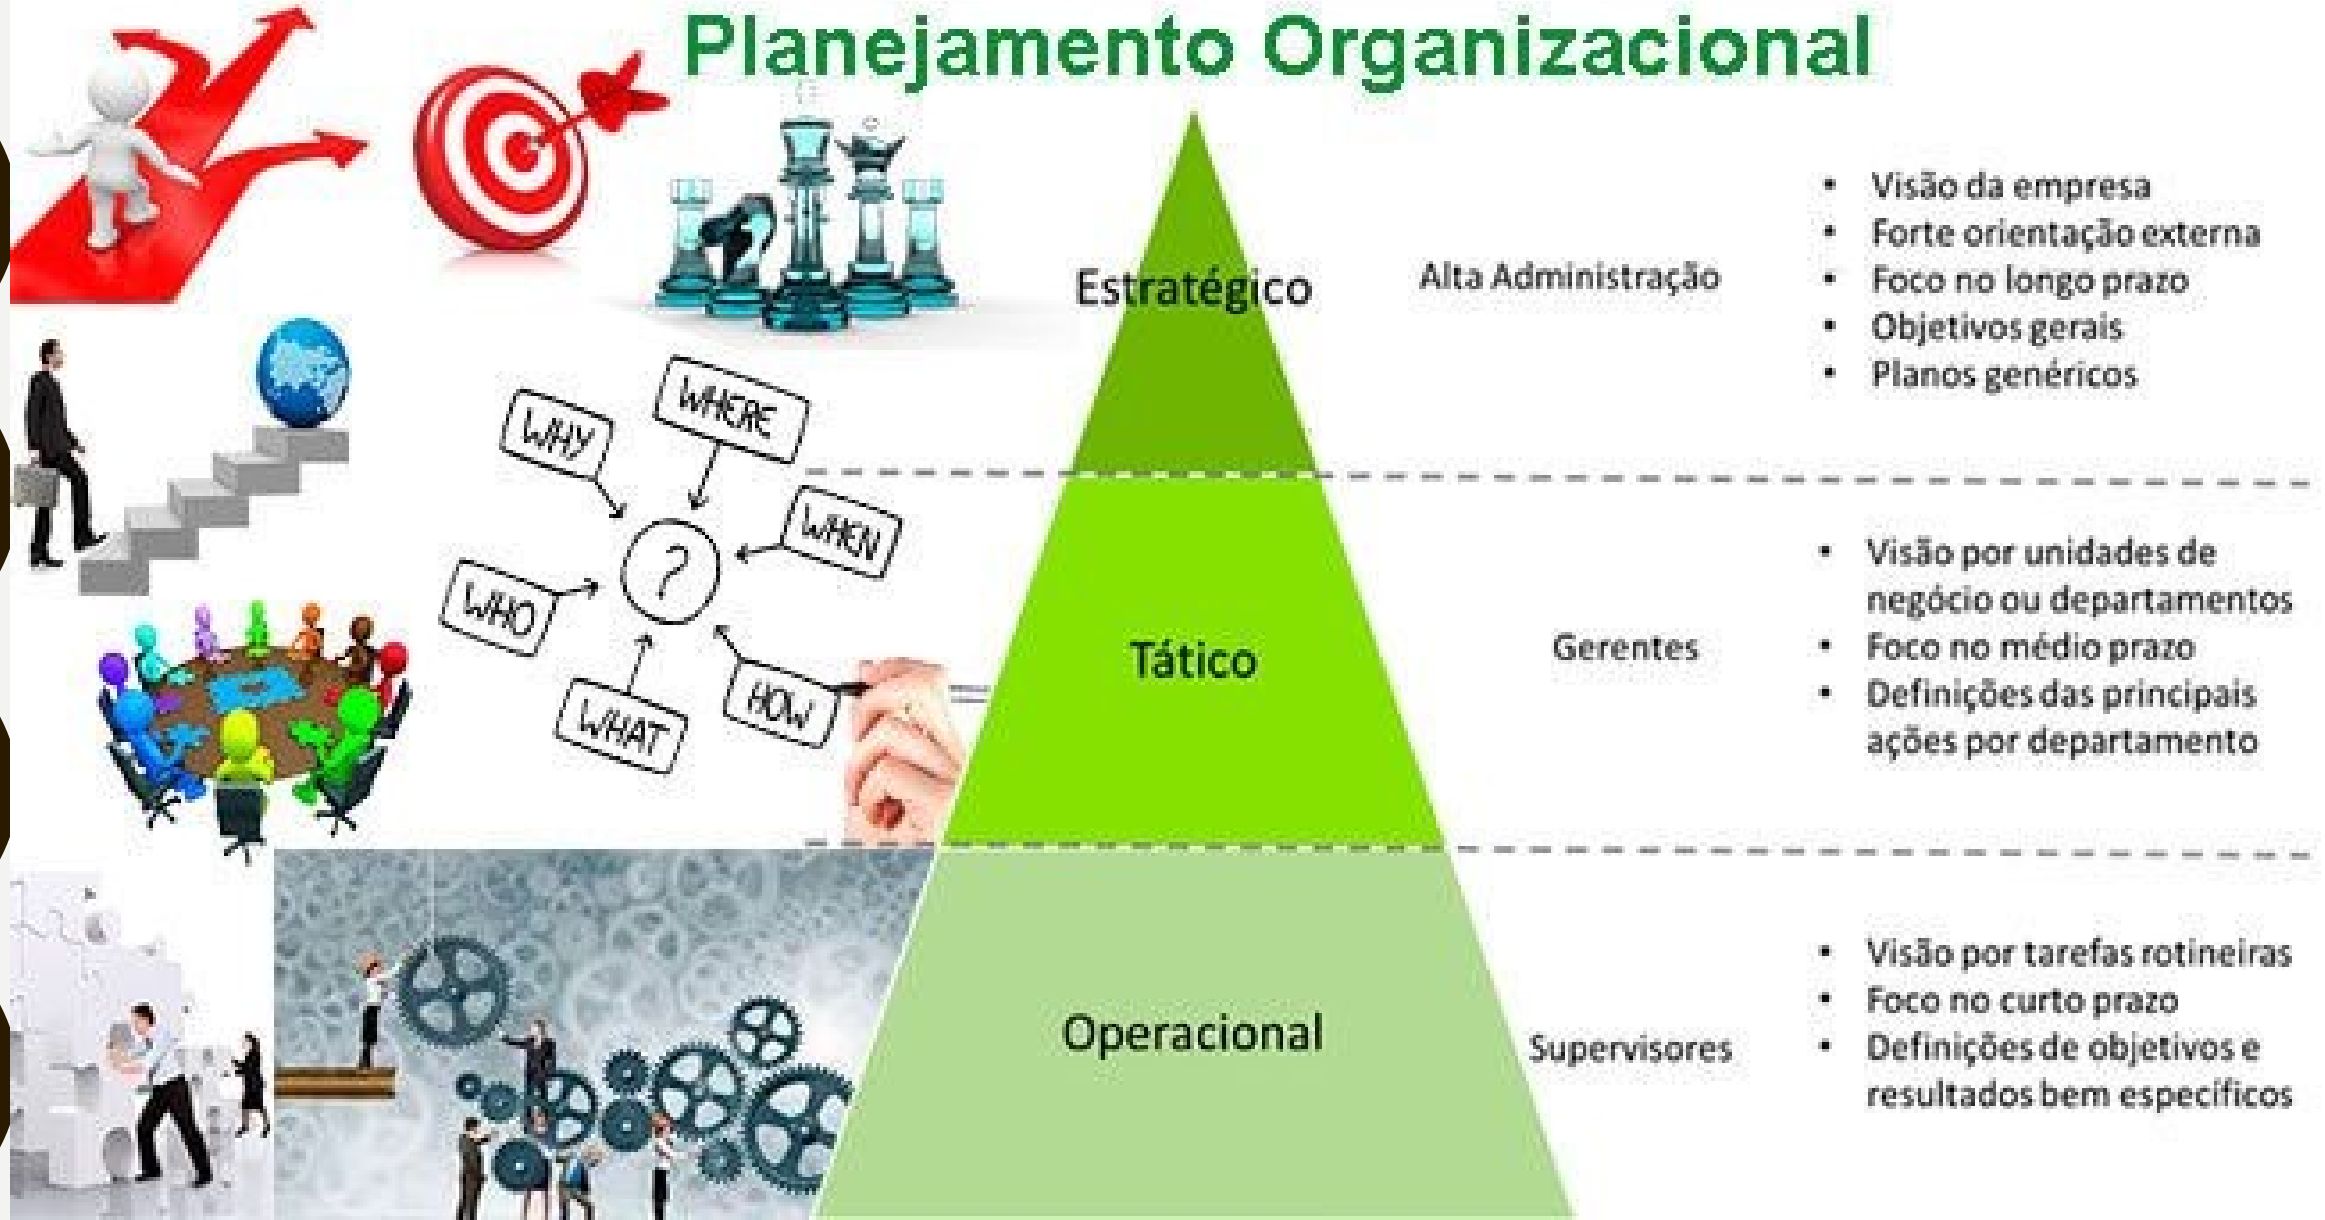 Planejamento Organizacional
Estratégico
Alta Administração
• Visão da empresa
• Forte orientação externa
• Foco no longo prazo
• Objetivos gerais
• Planos genéricos
WHY
WHERE
WHEN
WHO
?
WHAT
HOW
Tático
Gerentes
• Visão por unidades de
negócio ou departamentos
• Foco no médio prazo
• Definições das principais
ações por departamento
Operacional
Supervisores
• Visão por tarefas rotineiras
• Foco no curto prazo
• Definições de objetivos e
resultados bem específicos